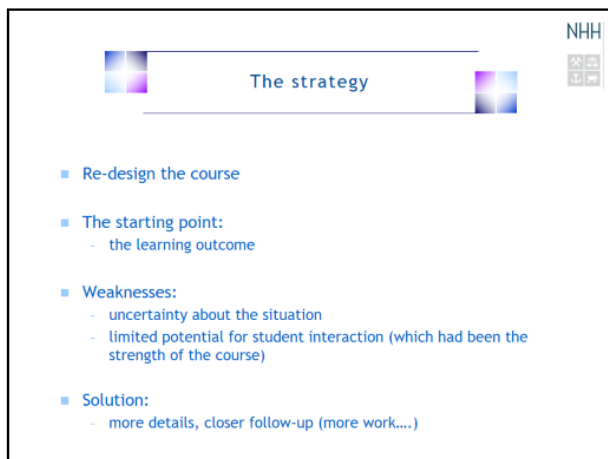 NHH
The strategy
Re-design the course
The starting point:
- the learning outcome
Weaknesses:
- uncertainty about the situation
- limited potential for student interaction (which had been the
strength of the course)
Solution:
- more details, closer follow-up (more work....)